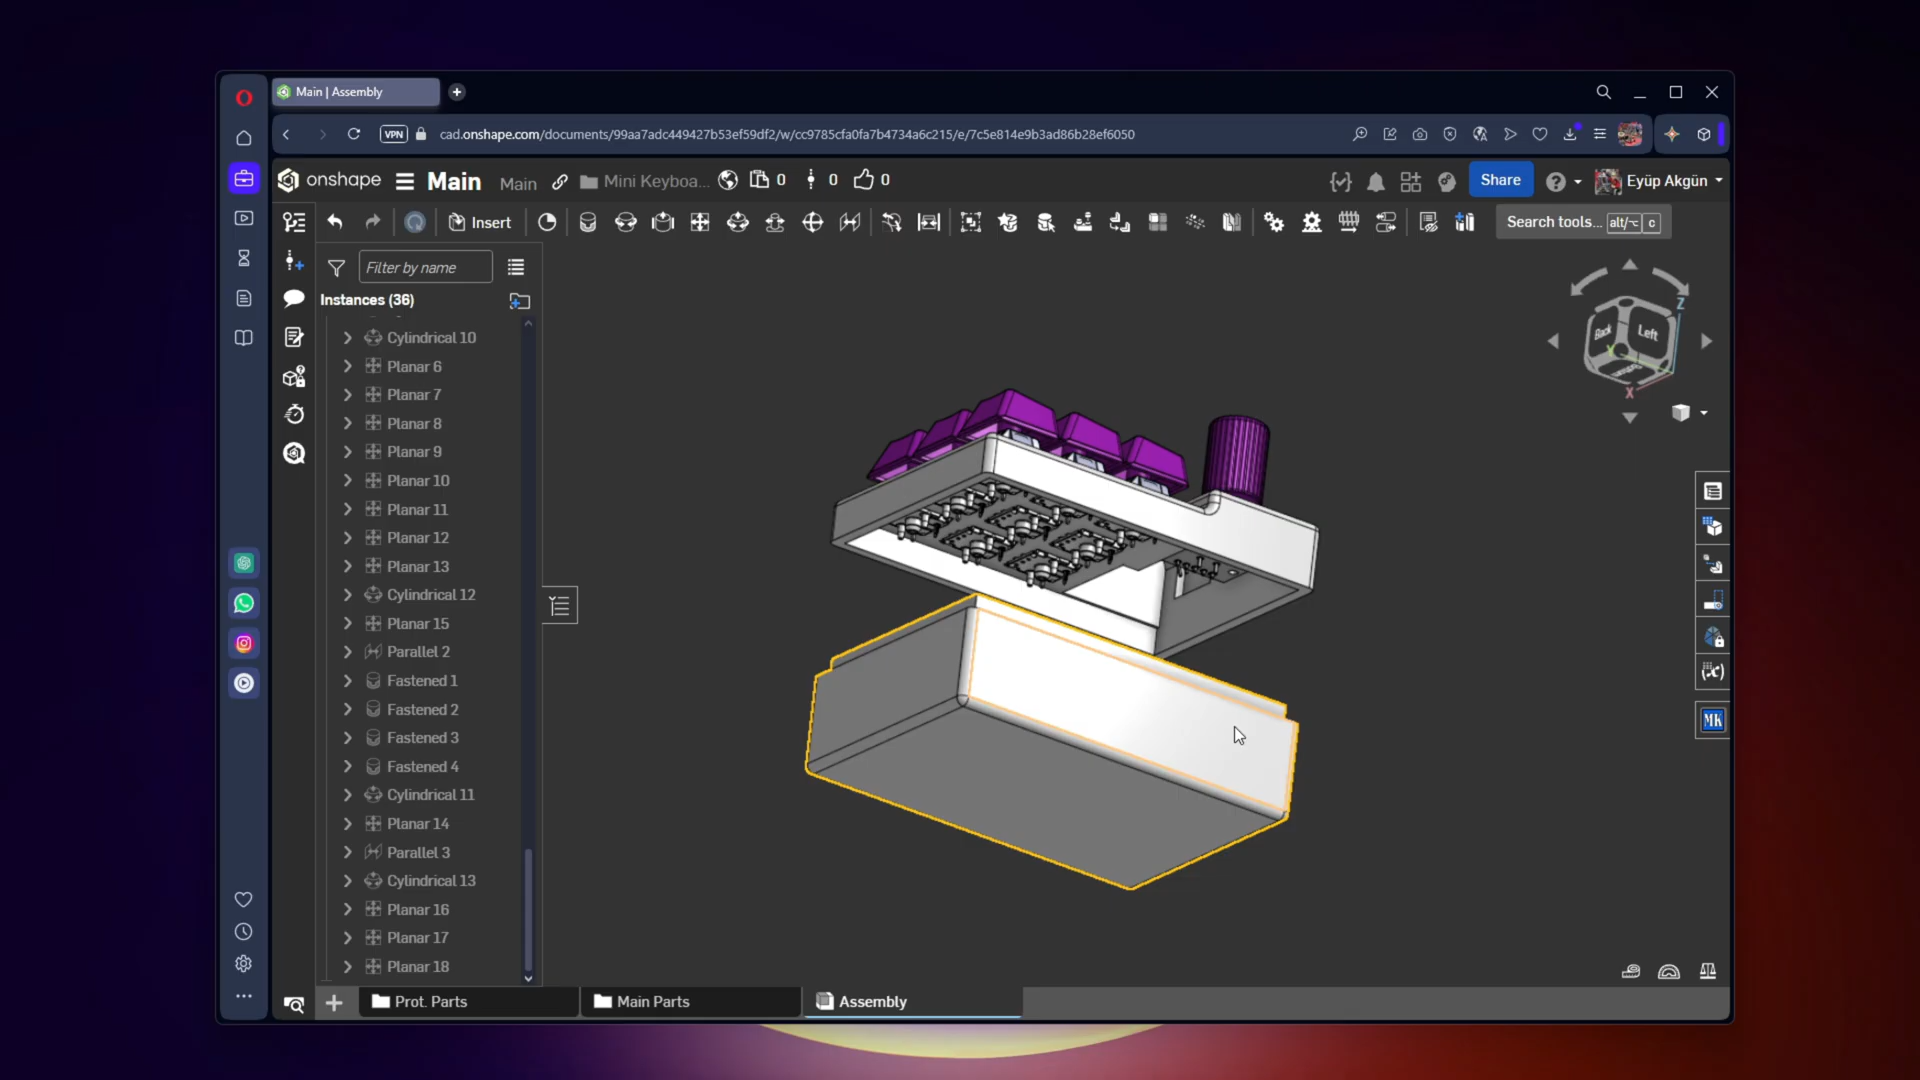 Main | Assembly
VPN
cad.onshape.com/documents/99aa7adc449427b53ef59df2/w/cc9785cfa0fa7b4734a6c215/e/7c5e814e9b3ad86b28ef6050
onshape
Main
Main
Mini Keyboa...
0
0
0
Share
Eyüp Akgün
Insert
Search tools... alt/⌥ c
Filter by name
Instances (36)
Cylindrical 10
Planar 6
Planar 7
Planar 8
Planar 9
Planar 10
Planar 11
Planar 12
Planar 13
Cylindrical 12
Planar 15
Parallel 2
Fastened 1
Fastened 2
Fastened 3
Fastened 4
Cylindrical 11
Planar 14
Parallel 3
Cylindrical 13
Planar 16
Planar 17
Planar 18
Z
Back
Left
Y
Bottom
X
MK
Prot. Parts
Main Parts
Assembly